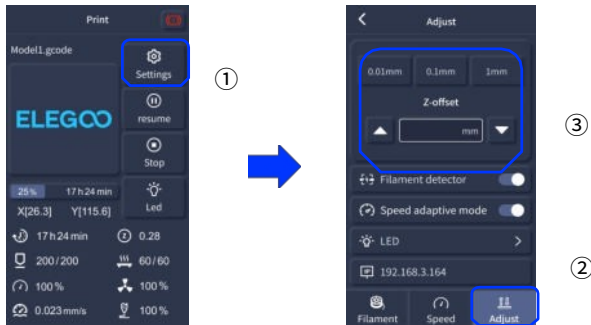 Print
Model1.gcode
Settings
①
ELEGOO
resume
Stop
25% 17 h 24 min
Led
X[26.3] Y[115.6]
17 h 24 min 0.28
200/200 60/60
100% 100%
0.023mm/s 100%
Adjust
0.01mm 0.1mm 1mm
Z-offset
mm
③
Filament detector
Speed adaptive mode
LED
192.168.3.164
②
Filament Speed Adjust